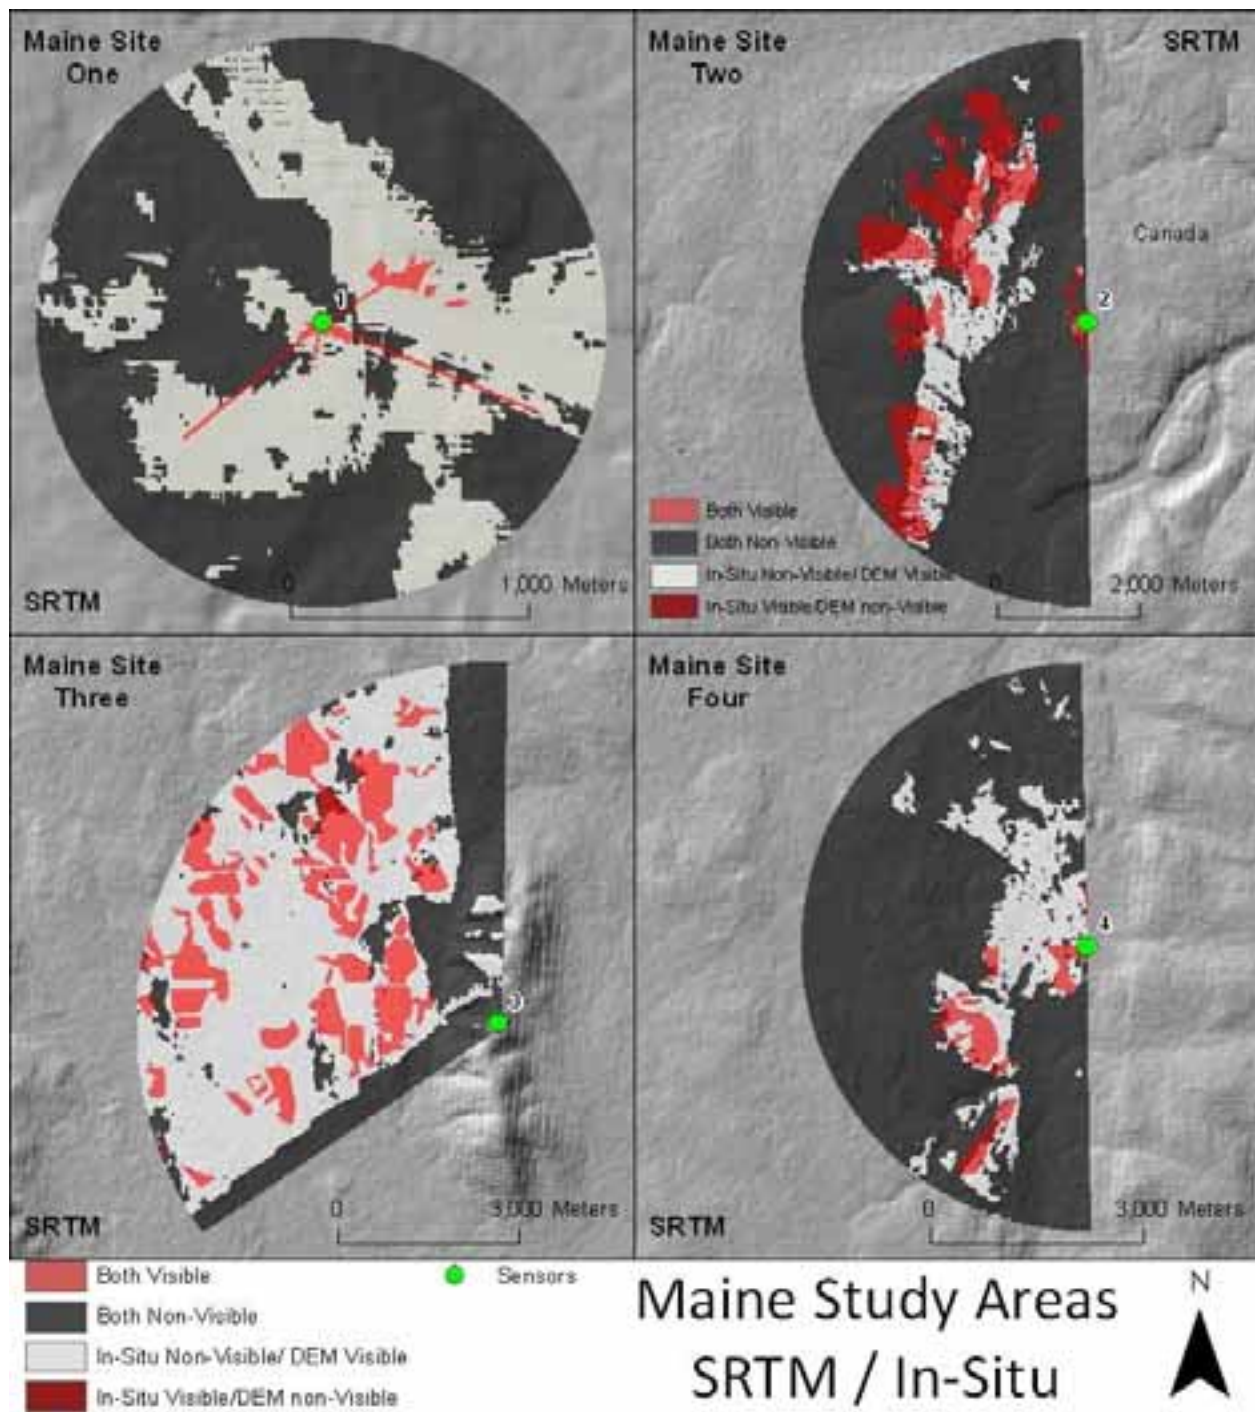 Maine Site
One
1
SRTM
0 1,000 Meters
Maine Site
Two
SRTM
Canada
2
Both Visible
Both Non-Visible
In-Situ Non-Visible/ DEM Visible
In-Situ Visible/DEM non-Visible
0 2,000 Meters
Maine Site
Three
3
SRTM
0 3,000 Meters
Maine Site
Four
4
SRTM
0 3,000 Meters
Both Visible
Both Non-Visible
In-Situ Non-Visible/ DEM Visible
In-Situ Visible/DEM non-Visible
Sensors
Maine Study Areas
SRTM / In-Situ
N